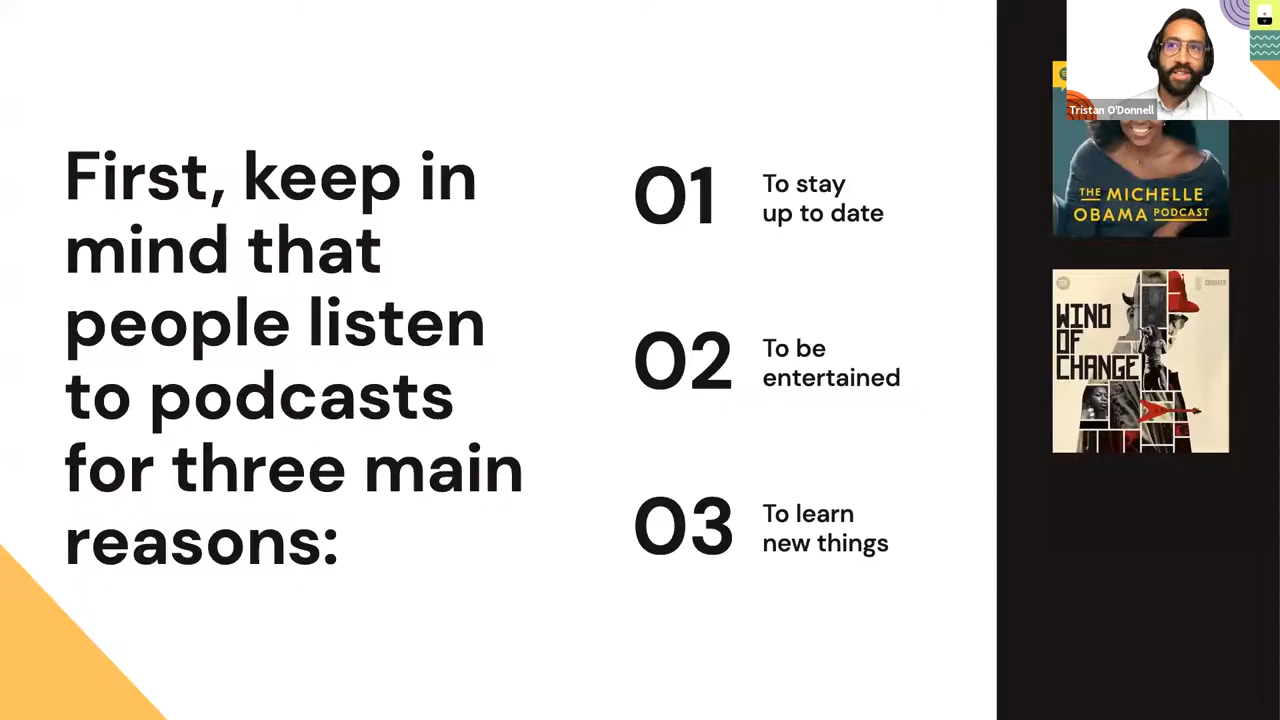 First, keep in
mind that
people listen
to podcasts
for three main
reasons:
01
To stay
up to date
02
To be
entertained
03
To learn
new things
Tristan O'Donnell
THE MICHELLE
OBAMA PODCAST
WIND
OF
CHANGE